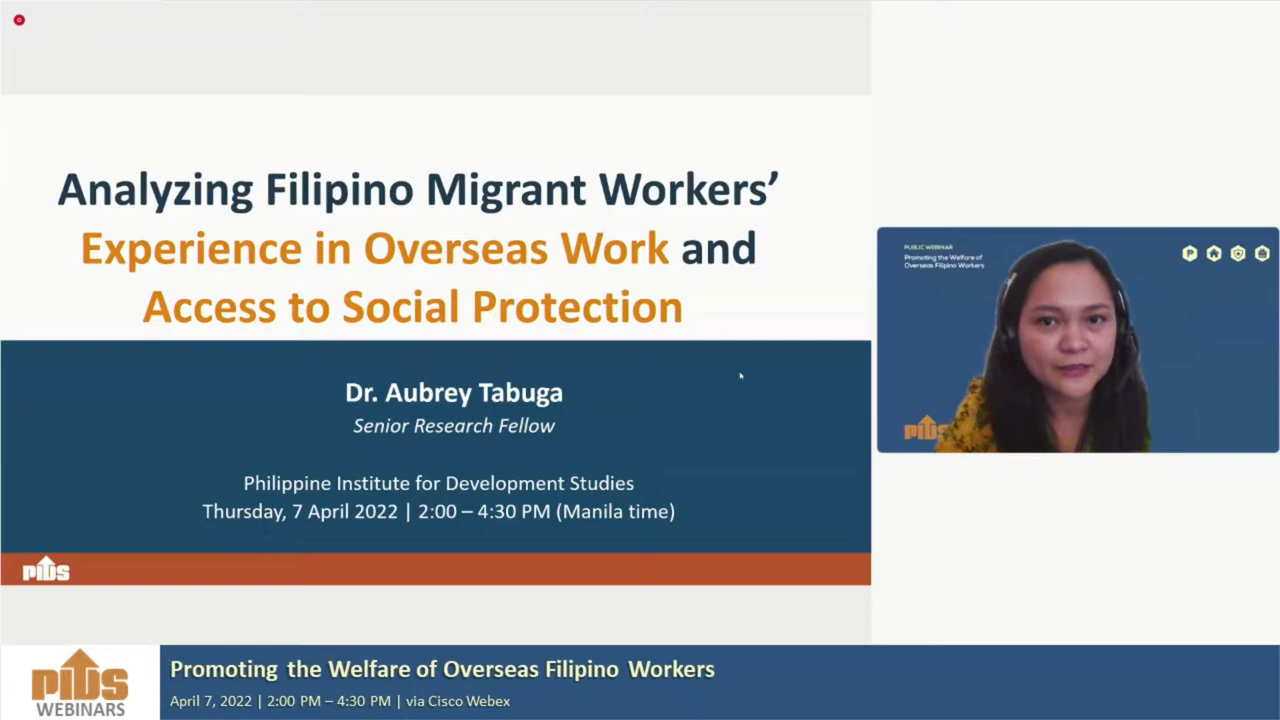 Analyzing Filipino Migrant Workers’
Experience in Overseas Work and
Access to Social Protection
Dr. Aubrey Tabuga
Senior Research Fellow
Philippine Institute for Development Studies
Thursday, 7 April 2022 | 2:00 – 4:30 PM (Manila time)
PIDS
PUBLIC WEBINAR
Promoting the Welfare of
Overseas Filipino Workers
P
PIDS
PIDS
WEBINARS
Promoting the Welfare of Overseas Filipino Workers
April 7, 2022 | 2:00 PM – 4:30 PM | via Cisco Webex